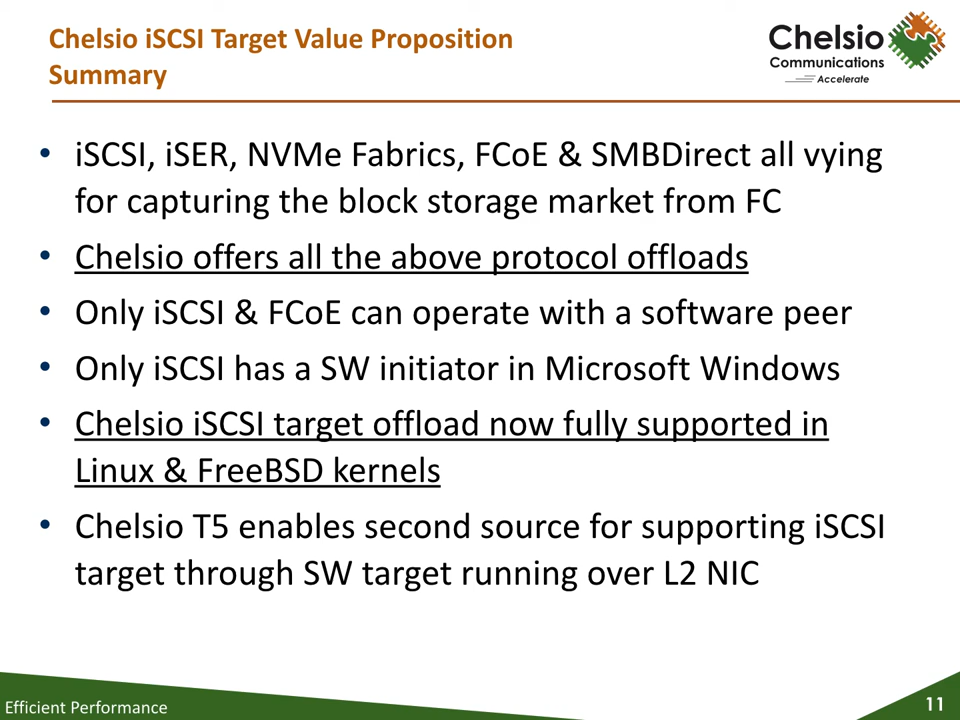 Chelsio iSCSI Target Value Proposition
Summary
Chelsio
Communications
Accelerate
• iSCSI, iSER, NVMe Fabrics, FCoE & SMBDirect all vying
for capturing the block storage market from FC
• Chelsio offers all the above protocol offloads
• Only iSCSI & FCoE can operate with a software peer
• Only iSCSI has a SW initiator in Microsoft Windows
• Chelsio iSCSI target offload now fully supported in
Linux & FreeBSD kernels
• Chelsio T5 enables second source for supporting iSCSI
target through SW target running over L2 NIC
Efficient Performance
11